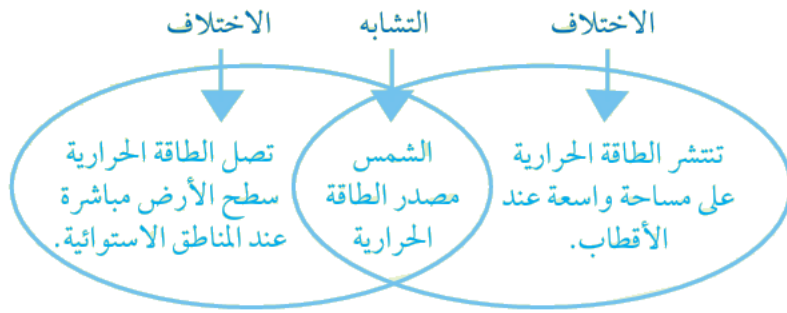 الاختلاف
التشابه
الاختلاف
تنتشر الطاقة الحرارية
على مساحة واسعة عند
الأقطاب.
الشمس
مصدر الطاقة
الحرارية
تصل الطاقة الحرارية
سطح الأرض مباشرة
عند المناطق الاستوائية.